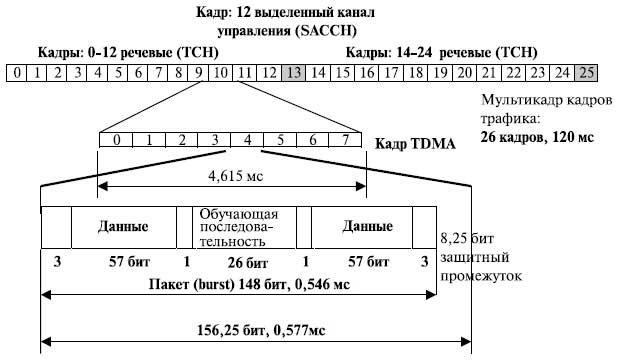 Кадр: 12 выделенный канал
управления (SACCH)
Кадры: 0-12 речевые (TCH) Кадры: 14-24 речевые (TCH)
0 1 2 3 4 5 6 7 8 9 10 11 12 13 14 15 16 17 18 19 20 21 22 23 24 25
Мультикадр кадров
трафика:
26 кадров, 120 мс
0 1 2 3 4 5 6 7 Кадр TDMA
4,615 мс
Данные Обучающая
последова-
тельность Данные
8,25 бит
защитный
промежуток
3 57 бит 1 26 бит 1 57 бит 3
Пакет (burst) 148 бит, 0,546 мс
156,25 бит, 0,577мс